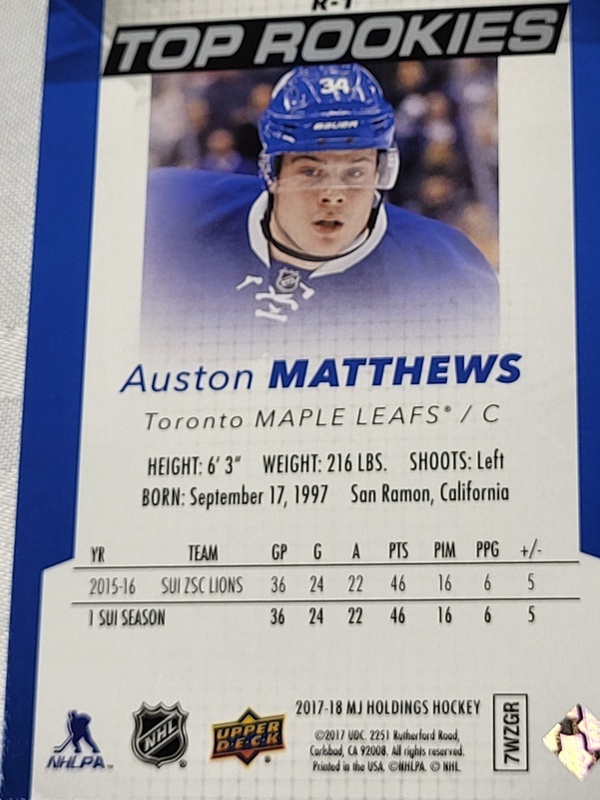 R-1
TOP ROOKIES
34
BAUER
NHL
Auston MATTHEWS
Toronto MAPLE LEAFS® / C
HEIGHT: 6' 3" WEIGHT: 216 LBS. SHOOTS: Left
BORN: September 17, 1997 San Ramon, California
YR TEAM GP G A PTS PIM PPG +/-
2015-16 SUI ZSC LIONS 36 24 22 46 16 6 5
1 SUI SEASON 36 24 22 46 16 6 5
2017-18 MJ HOLDINGS HOCKEY
©2017 UDC. 2251 Rutherford Road,
Carlsbad, CA 92008. All rights reserved.
Printed in the USA. ©NHLPA. © NHL.
NHLPA™
NHL®
UPPER
DECK®
7WZGR